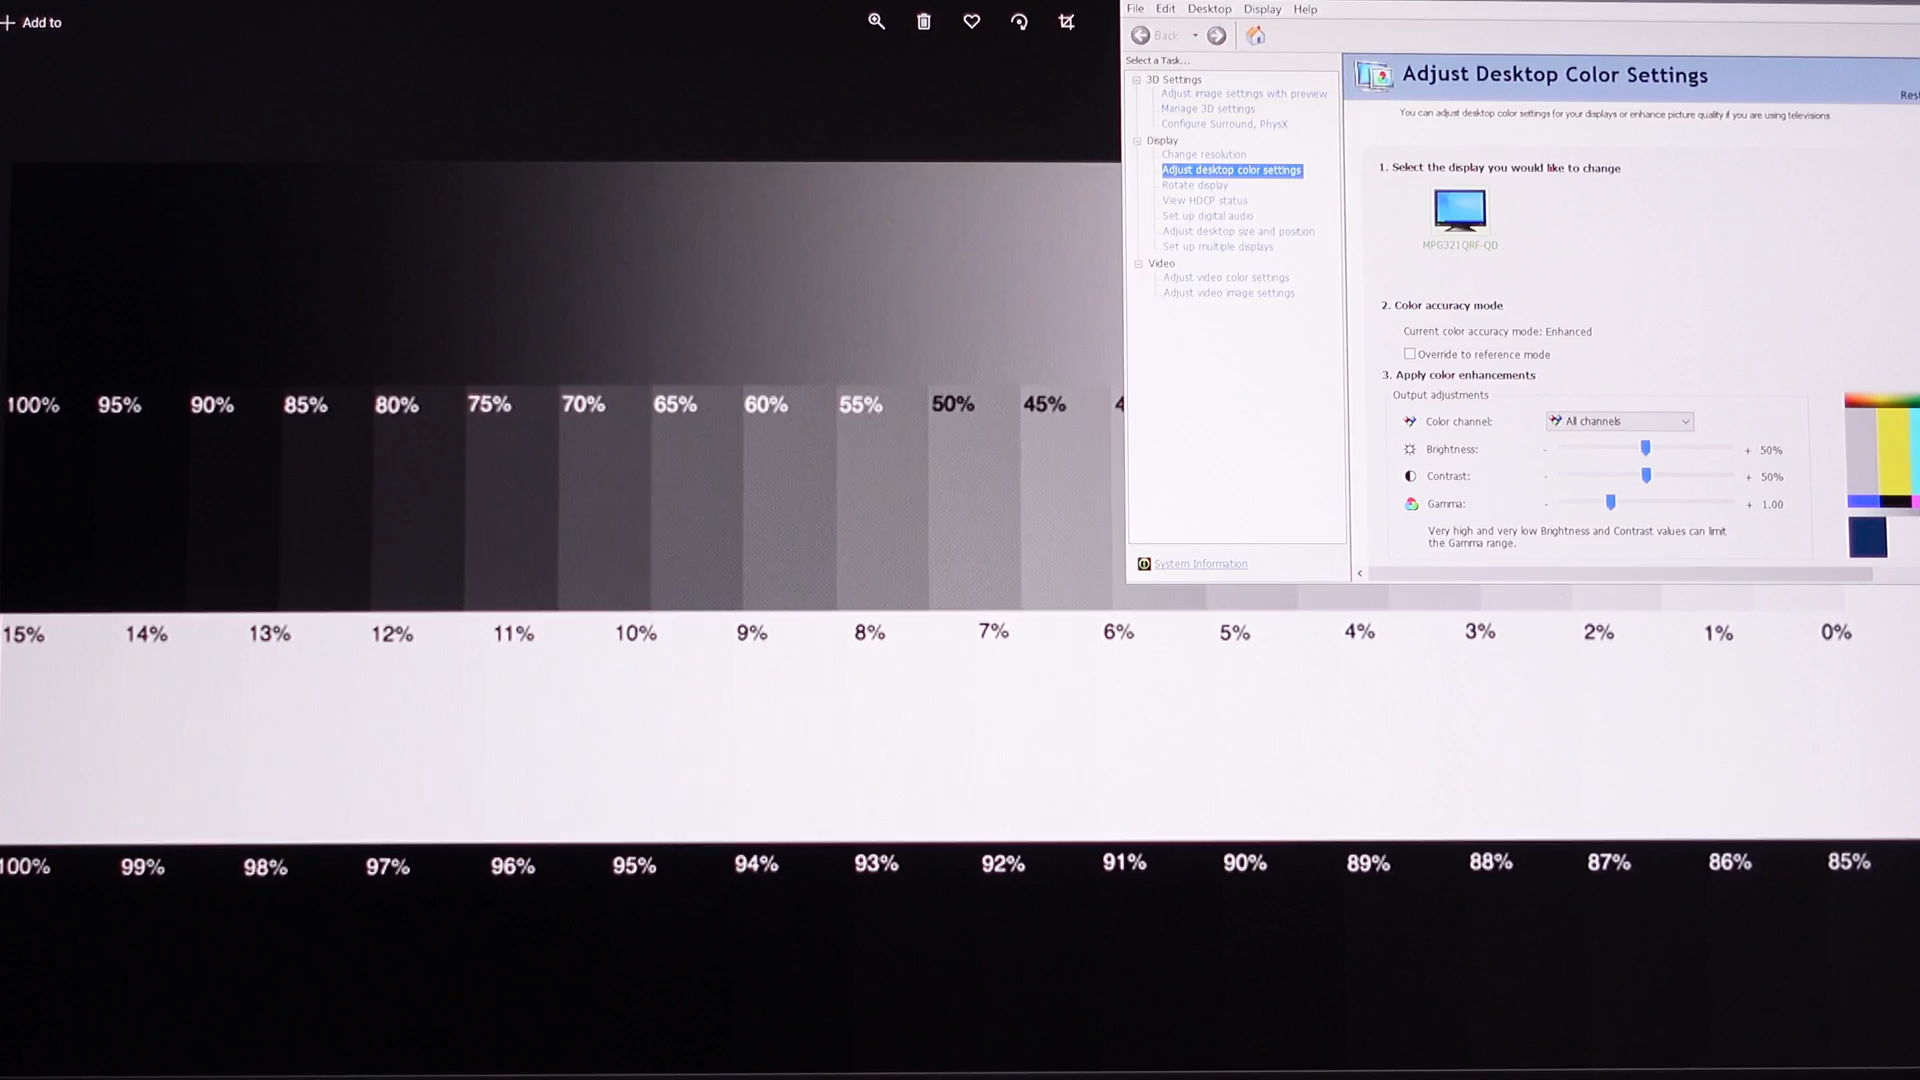 Add to
File Edit Desktop Display Help
Back
Select a Task...
3D Settings
Adjust image settings with preview
Manage 3D settings
Configure Surround, PhysX
Display
Change resolution
Adjust desktop color settings
Rotate display
View HDCP status
Set up digital audio
Adjust desktop size and position
Set up multiple displays
Video
Adjust video color settings
Adjust video image settings
System Information
Adjust Desktop Color Settings
Rest
You can adjust desktop color settings for your displays or enhance picture quality if you are using televisions
1. Select the display you would like to change
MPG321QRF-QD
2. Color accuracy mode
Current color accuracy mode: Enhanced
Override to reference mode
3. Apply color enhancements
Output adjustments
Color channel: All channels
Brightness: - + 50%
Contrast: - + 50%
Gamma: - + 1.00
Very high and very low Brightness and Contrast values can limit
the Gamma range.
100% 95% 90% 85% 80% 75% 70% 65% 60% 55% 50% 45% 4
15% 14% 13% 12% 11% 10% 9% 8% 7% 6% 5% 4% 3% 2% 1% 0%
100% 99% 98% 97% 96% 95% 94% 93% 92% 91% 90% 89% 88% 87% 86% 85%